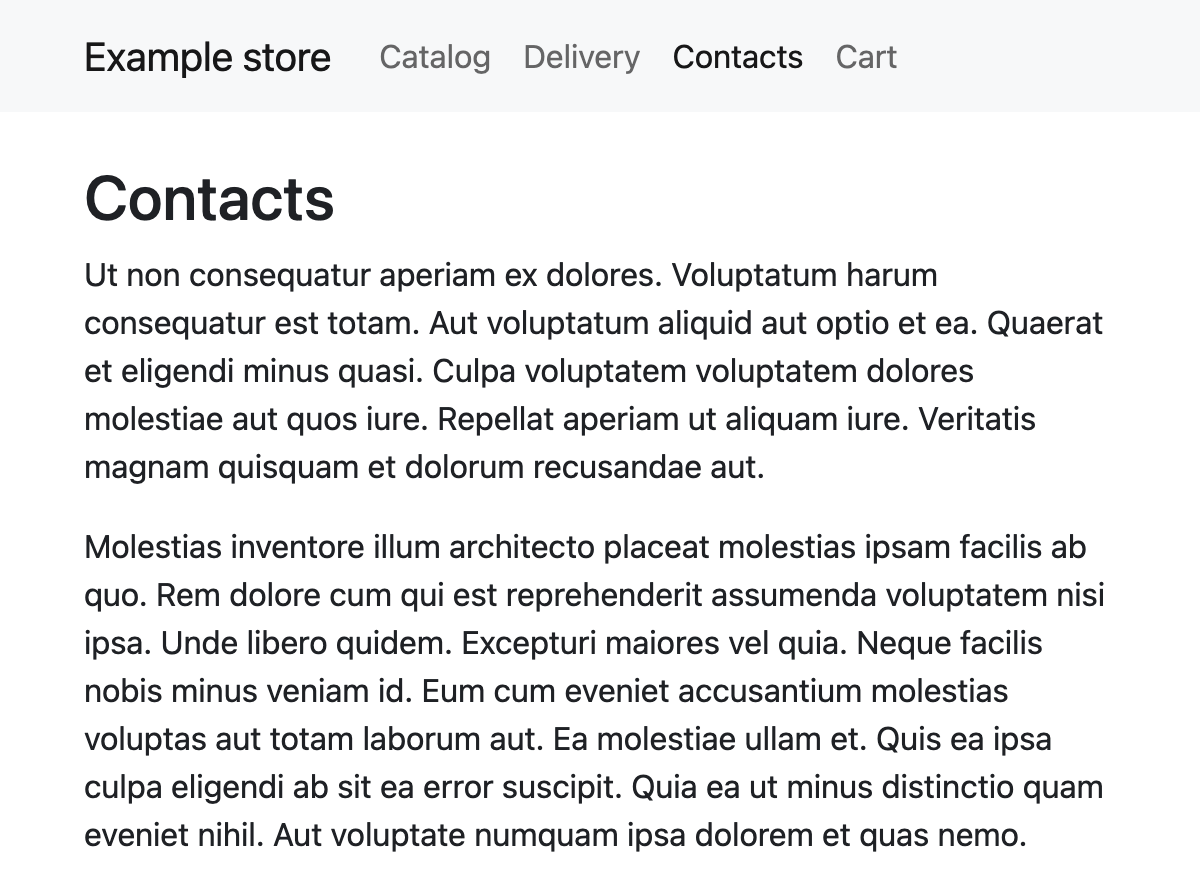 Example store Catalog Delivery Contacts Cart
Contacts
Ut non consequatur aperiam ex dolores. Voluptatum harum
consequatur est totam. Aut voluptatum aliquid aut optio et ea. Quaerat
et eligendi minus quasi. Culpa voluptatem voluptatem dolores
molestiae aut quos iure. Repellat aperiam ut aliquam iure. Veritatis
magnam quisquam et dolorum recusandae aut.
Molestias inventore illum architecto placeat molestias ipsam facilis ab
quo. Rem dolore cum qui est reprehenderit assumenda voluptatem nisi
ipsa. Unde libero quidem. Excepturi maiores vel quia. Neque facilis
nobis minus veniam id. Eum cum eveniet accusantium molestias
voluptas aut totam laborum aut. Ea molestiae ullam et. Quis ea ipsa
culpa eligendi ab sit ea error suscipit. Quia ea ut minus distinctio quam
eveniet nihil. Aut voluptate numquam ipsa dolorem et quas nemo.